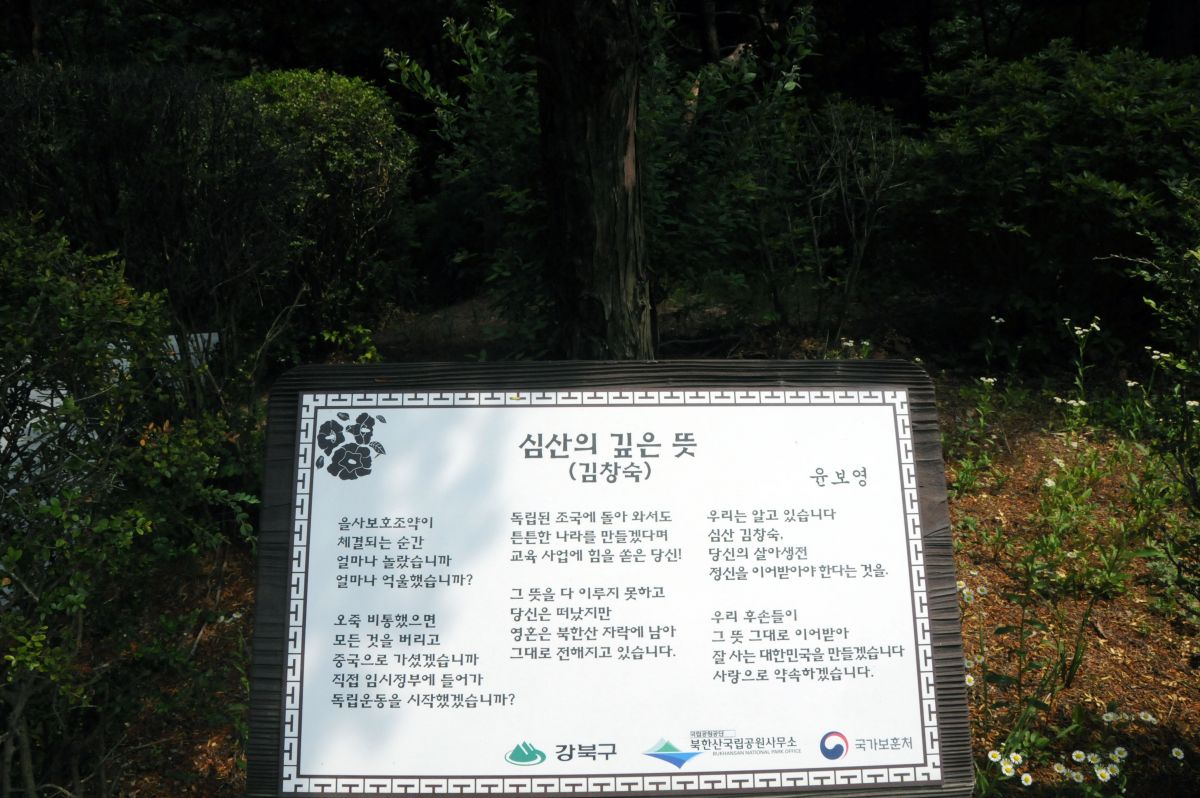 심산의 깊은 뜻
(김창숙)
윤보영
을사보호조약이
체결되는 순간
얼마나 놀랐습니까
얼마나 억울했습니까?
오죽 비통했으면
모든 것을 버리고
중국으로 가셨겠습니까
직접 임시정부에 들어가
독립운동을 시작했겠습니까?
독립된 조국에 돌아 와서도
튼튼한 나라를 만들겠다며
교육 사업에 힘을 쏟은 당신!
그 뜻을 다 이루지 못하고
당신은 떠났지만
영혼은 북한산 자락에 남아
그대로 전해지고 있습니다.
우리는 알고 있습니다
심산 김창숙,
당신의 살아생전
정신을 이어받아야 한다는 것을.
우리 후손들이
그 뜻 그대로 이어받아
잘 사는 대한민국을 만들겠습니다
사랑으로 약속하겠습니다.
강북구
국립공원공단
북한산국립공원사무소
BUKHANSAN NATIONAL PARK OFFICE
국가보훈처